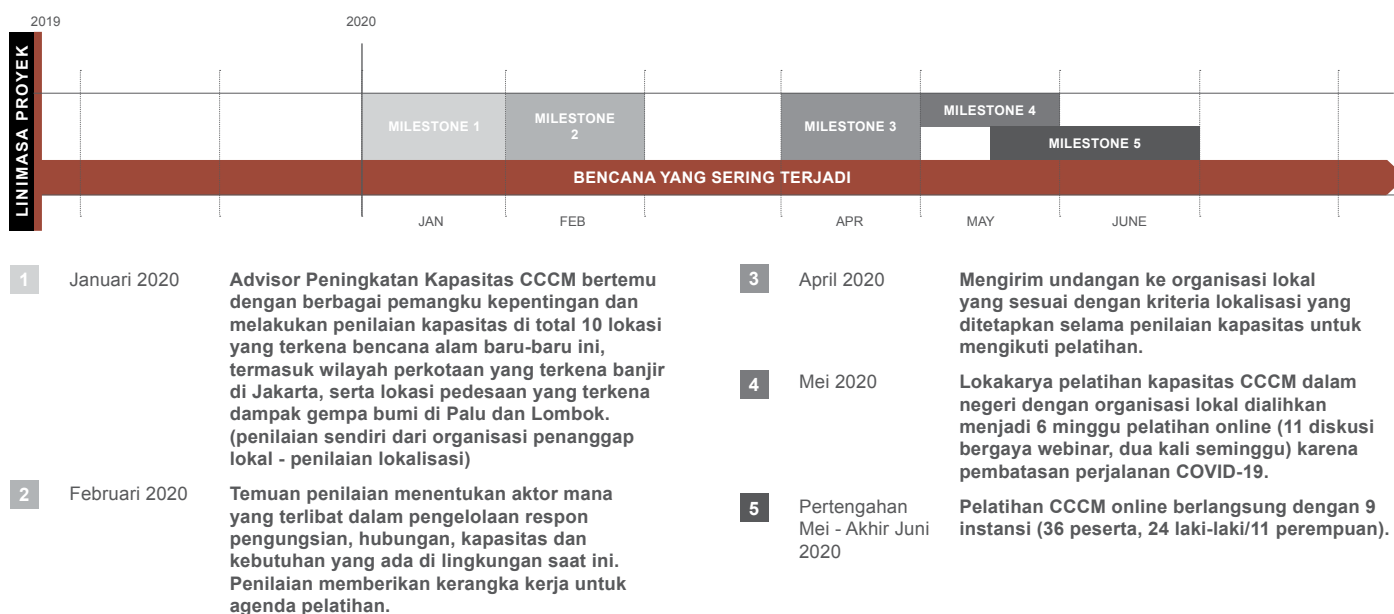 2019
2020
LINIMASA PROYEK
MILESTONE 1
MILESTONE
2
MILESTONE 3
MILESTONE 4
MILESTONE 5
BENCANA YANG SERING TERJADI
JAN
FEB
APR
MAY
JUNE
1
Januari 2020
Advisor Peningkatan Kapasitas CCCM bertemu
dengan berbagai pemangku kepentingan dan
melakukan penilaian kapasitas di total 10 lokasi
yang terkena bencana alam baru-baru ini,
termasuk wilayah perkotaan yang terkena banjir
di Jakarta, serta lokasi pedesaan yang terkena
dampak gempa bumi di Palu dan Lombok.
(penilaian sendiri dari organisasi penanggap
lokal - penilaian lokalisasi)
2
Februari 2020
Temuan penilaian menentukan aktor mana
yang terlibat dalam pengelolaan respon
pengungsian, hubungan, kapasitas dan
kebutuhan yang ada di lingkungan saat ini.
Penilaian memberikan kerangka kerja untuk
agenda pelatihan.
3
April 2020
Mengirim undangan ke organisasi lokal
yang sesuai dengan kriteria lokalisasi yang
ditetapkan selama penilaian kapasitas untuk
mengikuti pelatihan.
4
Mei 2020
Lokakarya pelatihan kapasitas CCCM dalam
negeri dengan organisasi lokal dialihkan
menjadi 6 minggu pelatihan online (11 diskusi
bergaya webinar, dua kali seminggu) karena
pembatasan perjalanan COVID-19.
5
Pertengahan
Mei - Akhir Juni
2020
Pelatihan CCCM online berlangsung dengan 9
instansi (36 peserta, 24 laki-laki/11 perempuan).